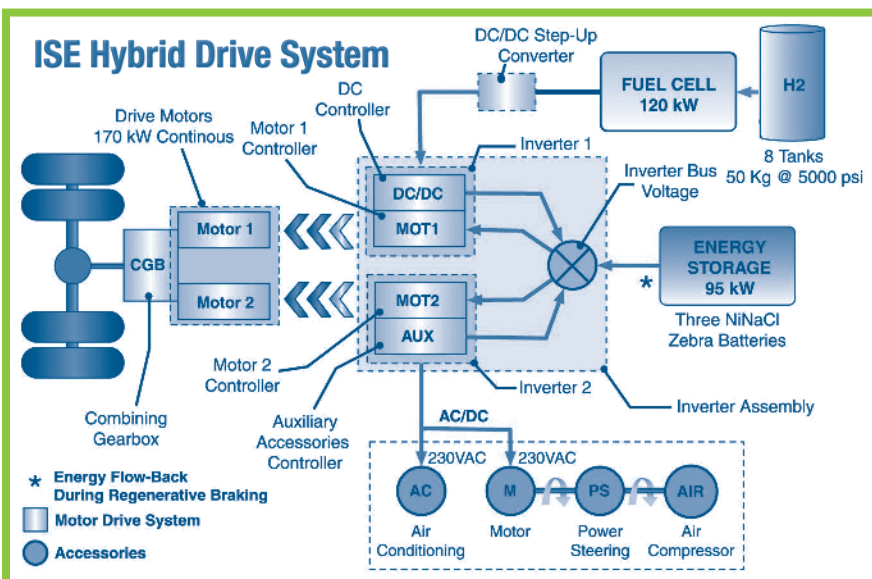 ISE Hybrid Drive System
DC/DC Step-Up
Converter
FUEL CELL
120 kW
H2
8 Tanks
50 Kg @ 5000 psi
DC
Controller
Drive Motors
170 kW Continous
Motor 1
Controller
Inverter 1
Inverter Bus
Voltage
DC/DC
MOT1
Motor 1
CGB
Motor 2
MOT2
AUX
ENERGY
STORAGE
95 kW
*
Three NiNaCl
Zebra Batteries
Motor 2
Controller
Inverter 2
Inverter Assembly
Combining
Gearbox
Auxiliary
Accessories
Controller
AC/DC
230VAC
230VAC
AC
M
PS
AIR
Air
Conditioning
Motor
Power
Steering
Air
Compressor
* Energy Flow-Back
During Regenerative Braking
Motor Drive System
Accessories